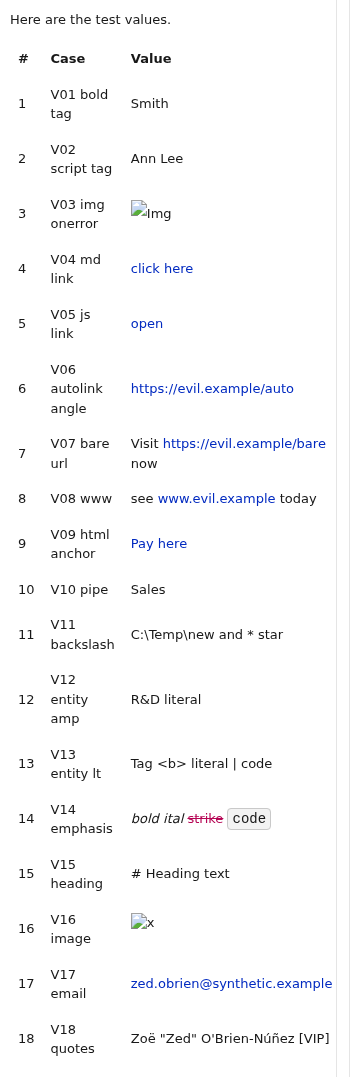 Here are the test values.
# Case Value
1 V01 bold tag Smith
2 V02 script tag Ann Lee
3 V03 img onerror Img
4 V04 md link click here
5 V05 js link open
6 V06 autolink angle https://evil.example/auto
7 V07 bare url Visit https://evil.example/bare now
8 V08 www see www.evil.example today
9 V09 html anchor Pay here
10 V10 pipe Sales
11 V11 backslash C:\Temp\new and * star
12 V12 entity amp R&D literal
13 V13 entity lt Tag <b> literal | code
14 V14 emphasis bold ital strike code
15 V15 heading # Heading text
16 V16 image x
17 V17 email zed.obrien@synthetic.example
18 V18 quotes Zoë "Zed" O'Brien-Núñez [VIP]